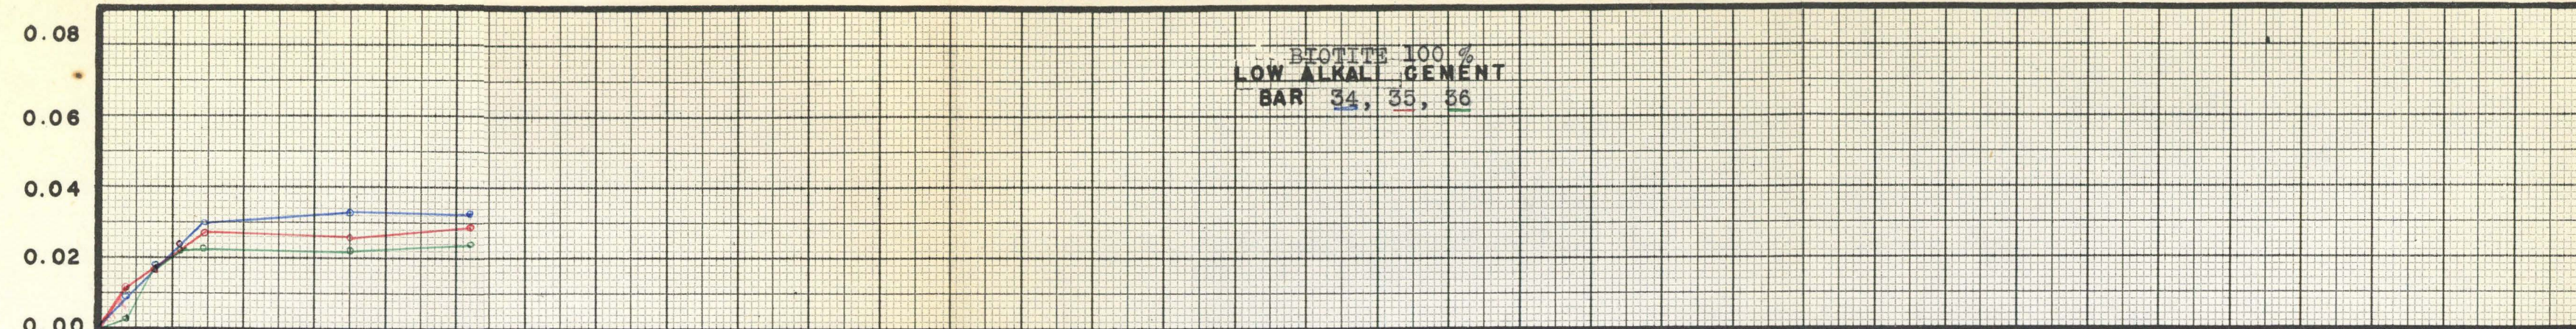 0.08
BIOTITE 100 %
LOW ALKALI CEMENT
0.06
BAR 34, 35, 36
0.04
0.02
0.00